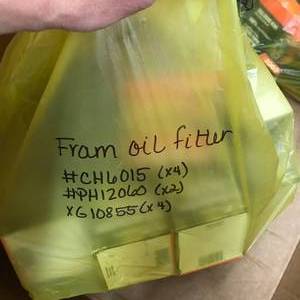 Fram oil filter
#CH6015 (x4)
#PH12060 (x2)
XG10855 (x4)